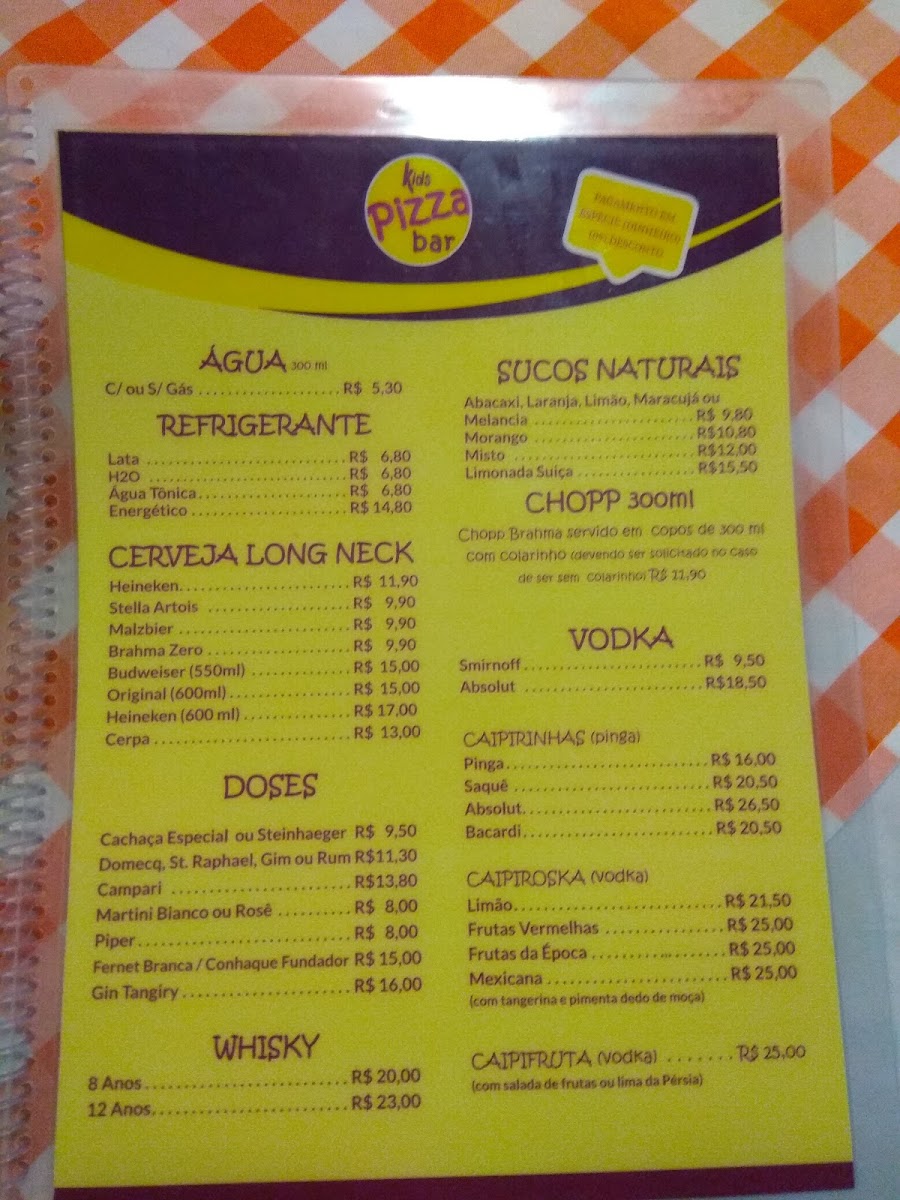 Kids
Pizza
bar
PAGAMENTO EM
ESPÉCIE (DINHEIRO)
DESCONTO
ÁGUA 300 ml
C/ ou S/ Gás .................... R$ 5,30
REFRIGERANTE
Lata ............................ R$ 6,80
H2O ............................ R$ 6,80
Água Tônica..................... R$ 6,80
Energético ...................... R$ 14,80
CERVEJA LONG NECK
Heineken........................ R$ 11,90
Stella Artois .................... R$ 9,90
Malzbier ........................ R$ 9,90
Brahma Zero .................... R$ 9,90
Budweiser (550ml) .............. R$ 15,00
Original (600ml)................. R$ 15,00
Heineken (600 ml)............... R$ 17,00
Cerpa ........................... R$ 13,00
DOSES
Cachaça Especial ou Steinhaeger R$ 9,50
Domecq, St. Raphael, Gim ou Rum R$11,30
Campari ......................... R$13,80
Martini Bianco ou Rosê .......... R$ 8,00
Piper............................. R$ 8,00
Fernet Branca / Conhaque Fundador R$ 15,00
Gin Tangiry ....................... R$ 16,00
WHISKY
8 Anos........................... R$ 20,00
12 Anos.......................... R$ 23,00
SUCOS NATURAIS
Abacaxi, Laranja, Limão, Maracujá ou
Melancia ....................... R$ 9,80
Morango ....................... R$10,80
Misto .......................... R$12,00
Limonada Suiça ................ R$15,50
CHOPP 300ml
Chopp Brahma servido em copos de 300 ml
com colarinho (devendo ser solicitado no caso
de ser sem colarinho) R$ 11,90
VODKA
Smirnoff......................... R$ 9,50
Absolut ......................... R$18,50
CAIPIRINHAS (pinga)
Pinga............................ R$ 16,00
Saquê ........................... R$ 20,50
Absolut.......................... R$ 26,50
Bacardi.......................... R$ 20,50
CAIPIROSKA (vodka)
Limão............................ R$ 21,50
Frutas Vermelhas ................ R$ 25,00
Frutas da Época ................. R$ 25,00
Mexicana ........................ R$ 25,00
(com tangerina e pimenta dedo de moça)
CAIPIFRUTA (vodka) ....... R$ 25,00
(com salada de frutas ou lima da Pérsia)